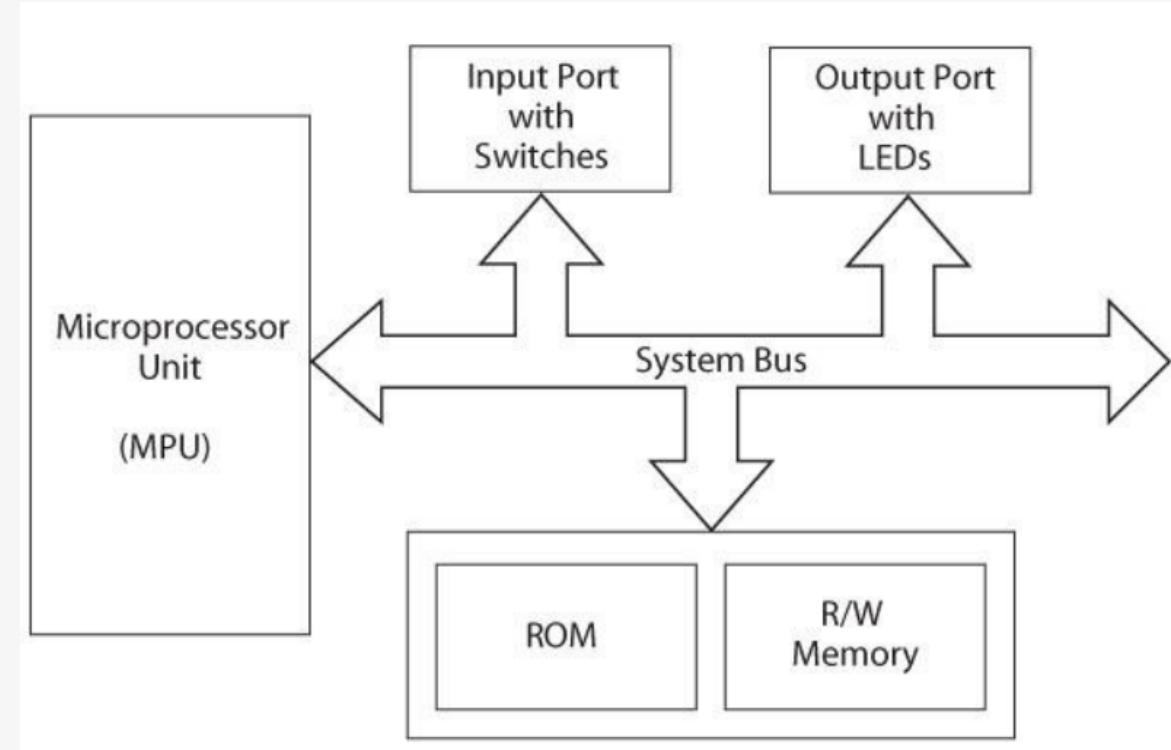 Input Port
with
Switches
Output Port
with
LEDs
Microprocessor
Unit
(MPU)
System Bus
ROM
R/W
Memory